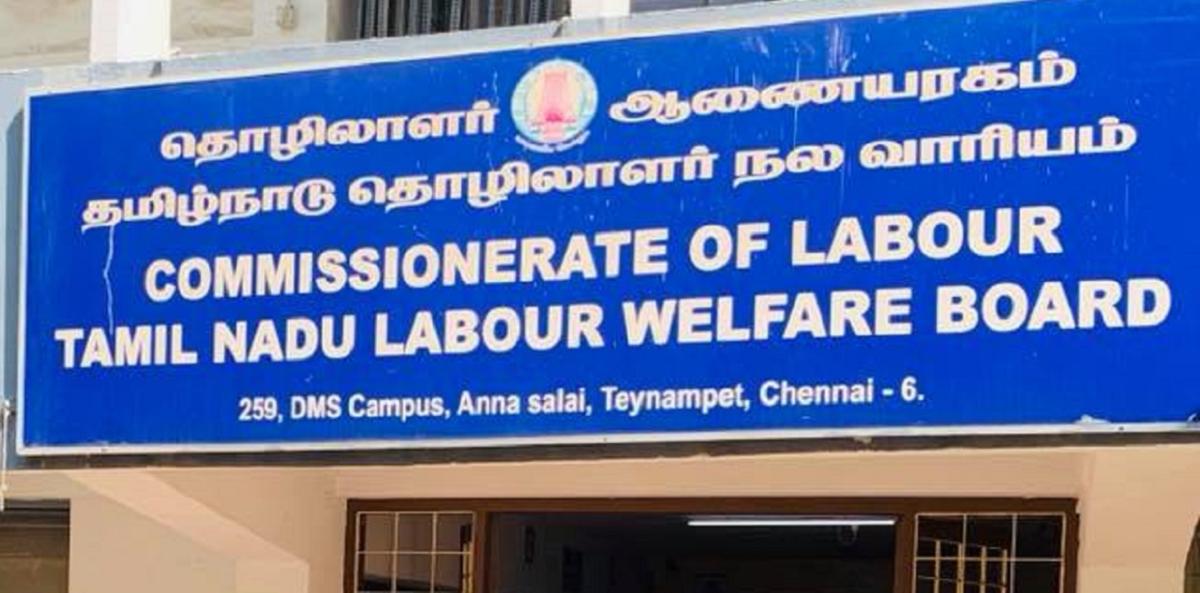 தொழிலாளர் ஆணையரகம்
தமிழ்நாடு தொழிலாளர் நல வாரியம்
COMMISSIONERATE OF LABOUR
TAMIL NADU LABOUR WELFARE BOARD
259, DMS Campus, Anna salai, Teynampet, Chennai - 6.